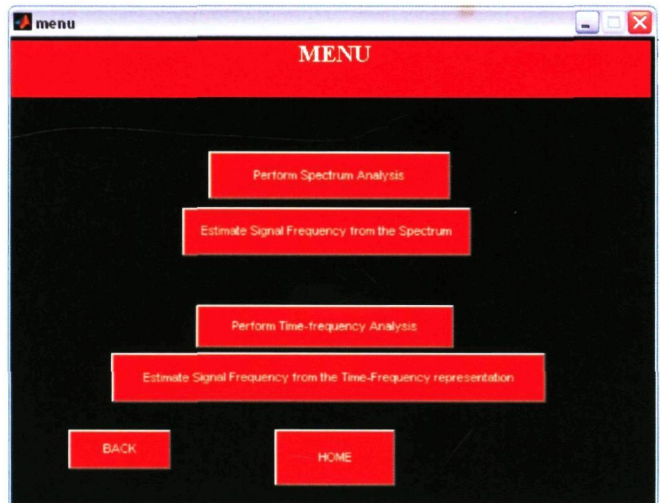 menu
MENU
Perform Spectrum Analysis
Estimate Signal Frequency from the Spectrum
Perform Time-frequency Analysis
Estimate Signal Frequency from the Time-Frequency representation
BACK
HOME